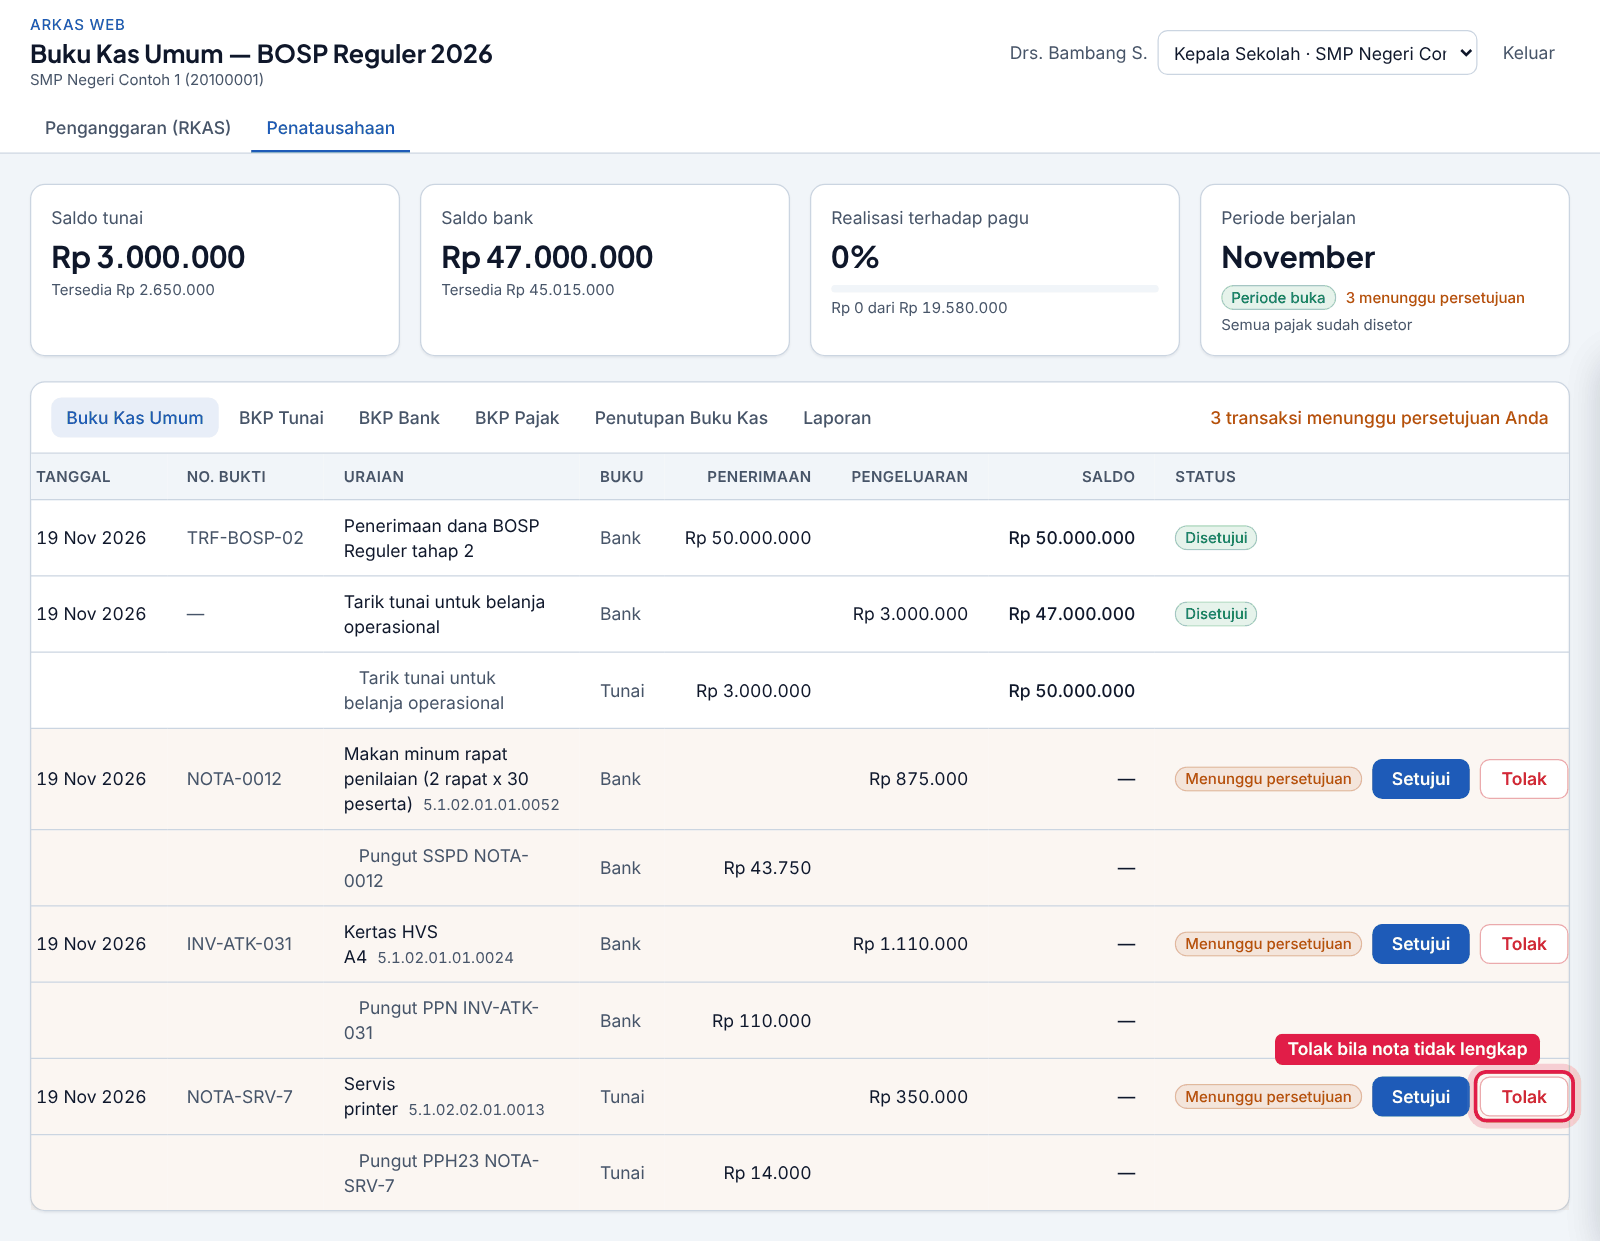 ARKAS WEB
Buku Kas Umum — BOSP Reguler 2026
SMP Negeri Contoh 1 (20100001)
Drs. Bambang S.
Kepala Sekolah · SMP Negeri Cor
Keluar
Penganggaran (RKAS)
Penatausahaan
Saldo tunai
Rp 3.000.000
Tersedia Rp 2.650.000
Saldo bank
Rp 47.000.000
Tersedia Rp 45.015.000
Realisasi terhadap pagu
0%
Rp 0 dari Rp 19.580.000
Periode berjalan
November
Periode buka 3 menunggu persetujuan
Semua pajak sudah disetor
Buku Kas Umum BKP Tunai BKP Bank BKP Pajak Penutupan Buku Kas Laporan 3 transaksi menunggu persetujuan Anda
TANGGAL NO. BUKTI URAIAN BUKU PENERIMAAN PENGELUARAN SALDO STATUS
19 Nov 2026 TRF-BOSP-02 Penerimaan dana BOSP
Reguler tahap 2 Bank Rp 50.000.000 Rp 50.000.000 Disetujui
19 Nov 2026 — Tarik tunai untuk belanja
operasional Bank Rp 3.000.000 Rp 47.000.000 Disetujui
Tarik tunai untuk
belanja operasional Tunai Rp 3.000.000 Rp 50.000.000
Makan minum rapat
19 Nov 2026 NOTA-0012 penilaian (2 rapat x 30 Bank Rp 875.000 — Menunggu persetujuan Setujui Tolak
peserta) 5.1.02.01.01.0052
Pungut SSPD NOTA-
0012 Bank Rp 43.750 —
19 Nov 2026 INV-ATK-031 Kertas HVS
A4 5.1.02.01.01.0024 Bank Rp 1.110.000 — Menunggu persetujuan Setujui Tolak
Pungut PPN INV-ATK-
031 Bank Rp 110.000 —
Tolak bila nota tidak lengkap
19 Nov 2026 NOTA-SRV-7 Servis
printer 5.1.02.02.01.0013 Tunai Rp 350.000 — Menunggu persetujuan Setujui Tolak
Pungut PPH23 NOTA-
SRV-7 Tunai Rp 14.000 —